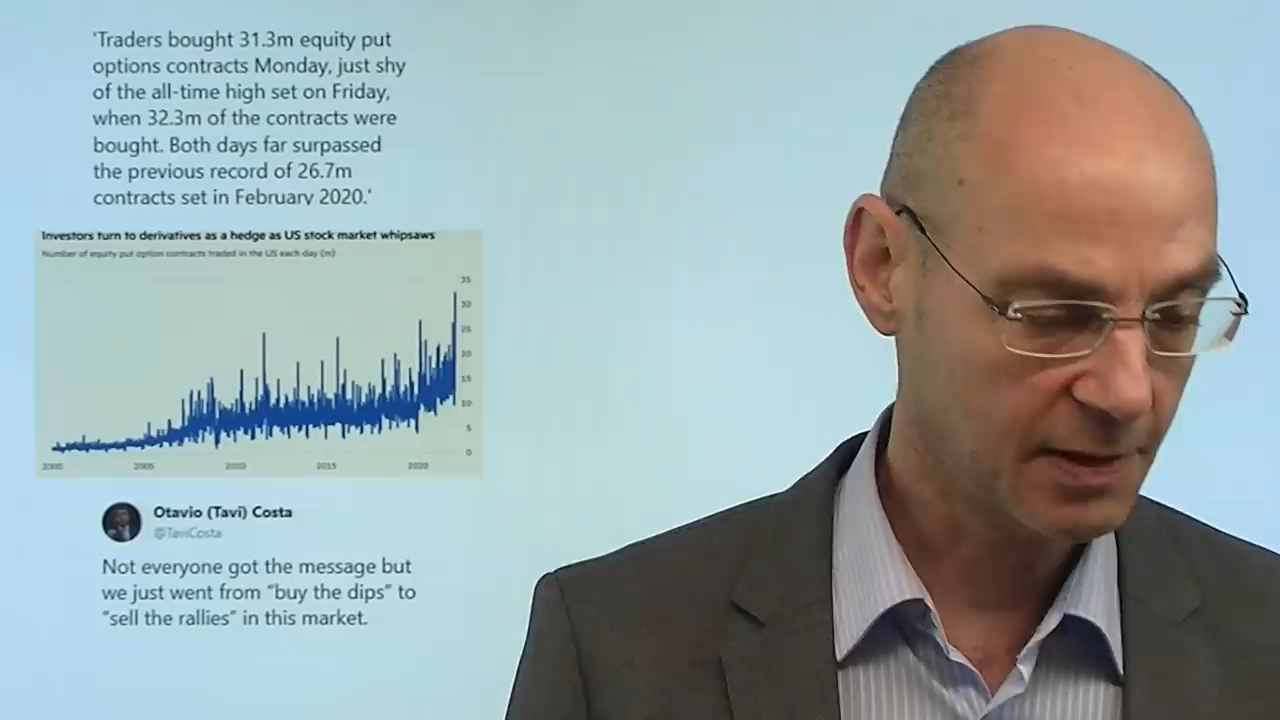 'Traders bought 31.3m equity put
options contracts Monday, just shy
of the all-time high set on Friday,
when 32.3m of the contracts were
bought. Both days far surpassed
the previous record of 26.7m
contracts set in February 2020.'
Investors turn to derivatives as a hedge as US stock market whipsaws
Number of equity put option contracts traded in the US each day (m)
35
30
25
20
15
10
5
0
2000 2005 2010 2015 2020
Otavio (Tavi) Costa
@TaviCosta
Not everyone got the message but
we just went from "buy the dips" to
"sell the rallies" in this market.